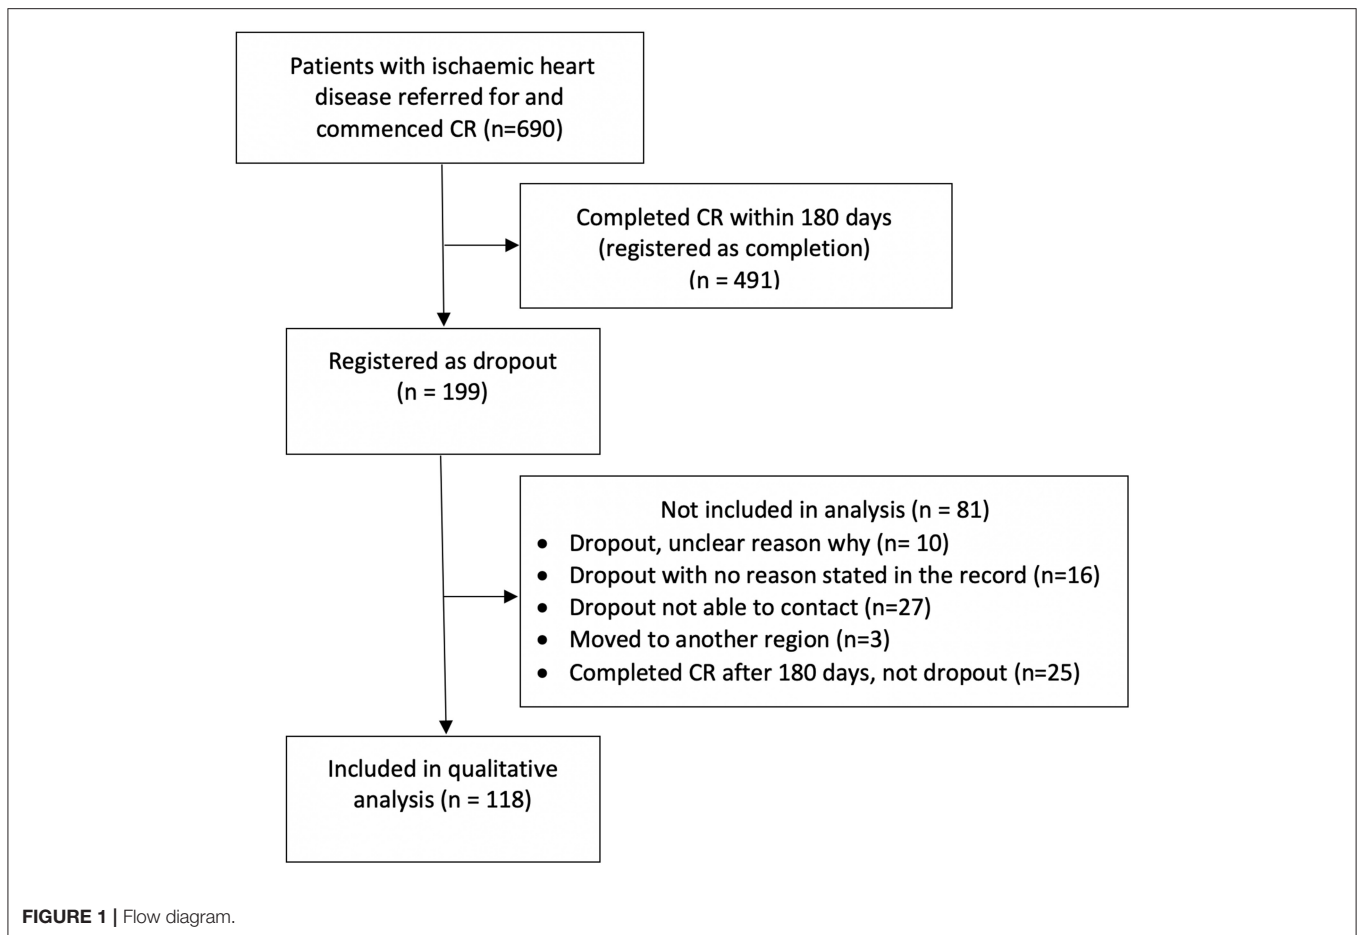 Patients with ischaemic heart
disease referred for and
commenced CR (n=690)
Completed CR within 180 days
(registered as completion)
(n = 491)
Registered as dropout
(n = 199)
Not included in analysis (n = 81)
• Dropout, unclear reason why (n= 10)
• Dropout with no reason stated in the record (n=16)
• Dropout not able to contact (n=27)
• Moved to another region (n=3)
• Completed CR after 180 days, not dropout (n=25)
Included in qualitative
analysis (n = 118)
FIGURE 1 | Flow diagram.